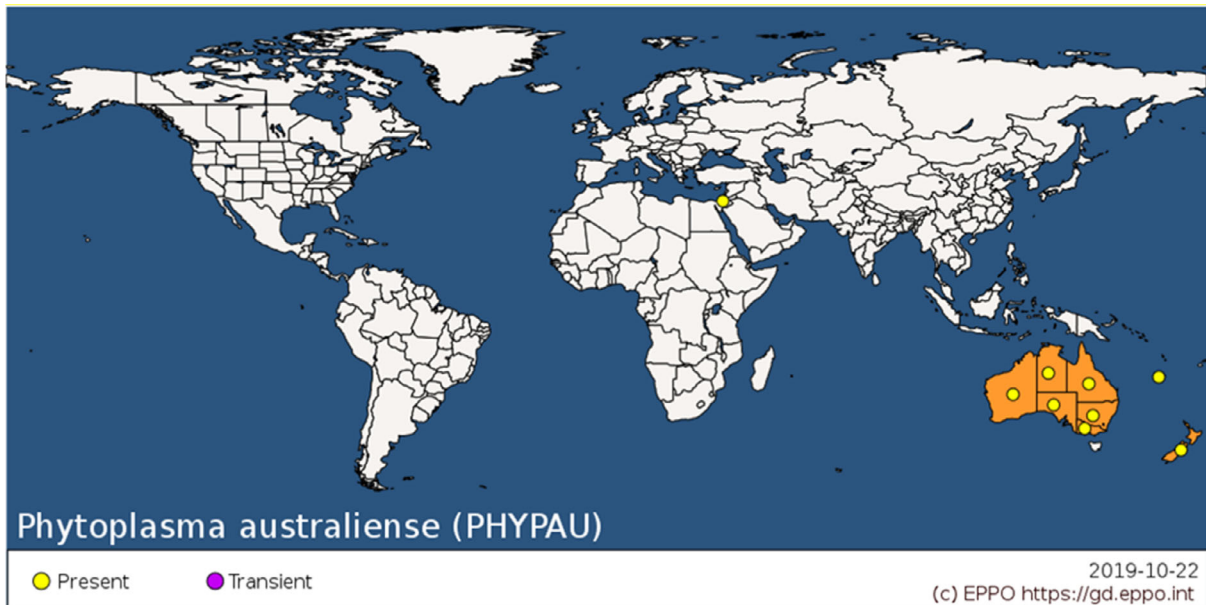 Phytoplasma australiense (PHYPAU)
Present
Transient
2019-10-22
(c) EPPO https://gd.eppo.int